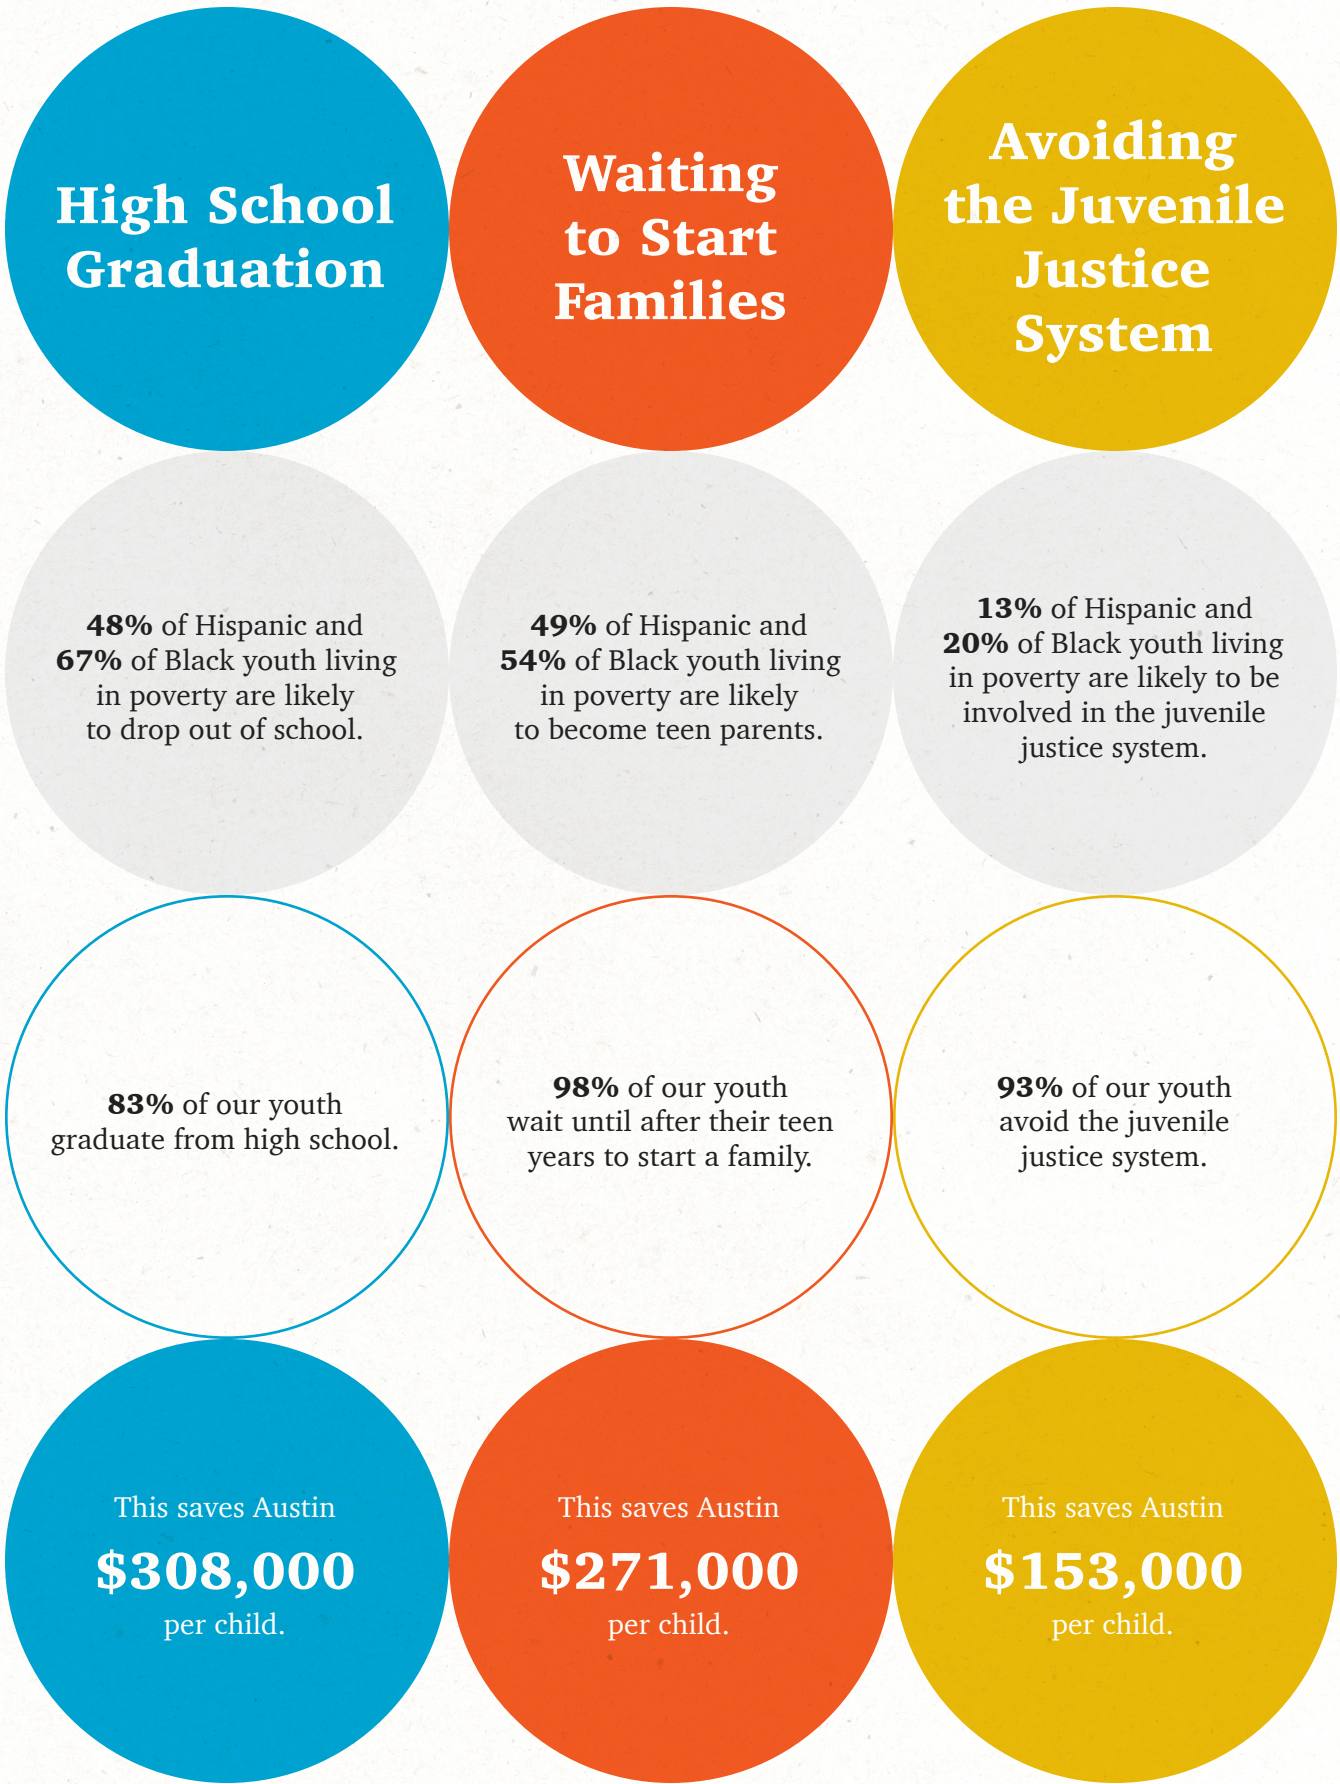 High School
Graduation
Waiting
to Start
Families
Avoiding
the Juvenile
Justice
System
48% of Hispanic and
67% of Black youth living
in poverty are likely
to drop out of school.
49% of Hispanic and
54% of Black youth living
in poverty are likely
to become teen parents.
13% of Hispanic and
20% of Black youth living
in poverty are likely to be
involved in the juvenile
justice system.
83% of our youth
graduate from high school.
98% of our youth
wait until after their teen
years to start a family.
93% of our youth
avoid the juvenile
justice system.
This saves Austin
$308,000
per child.
This saves Austin
$271,000
per child.
This saves Austin
$153,000
per child.